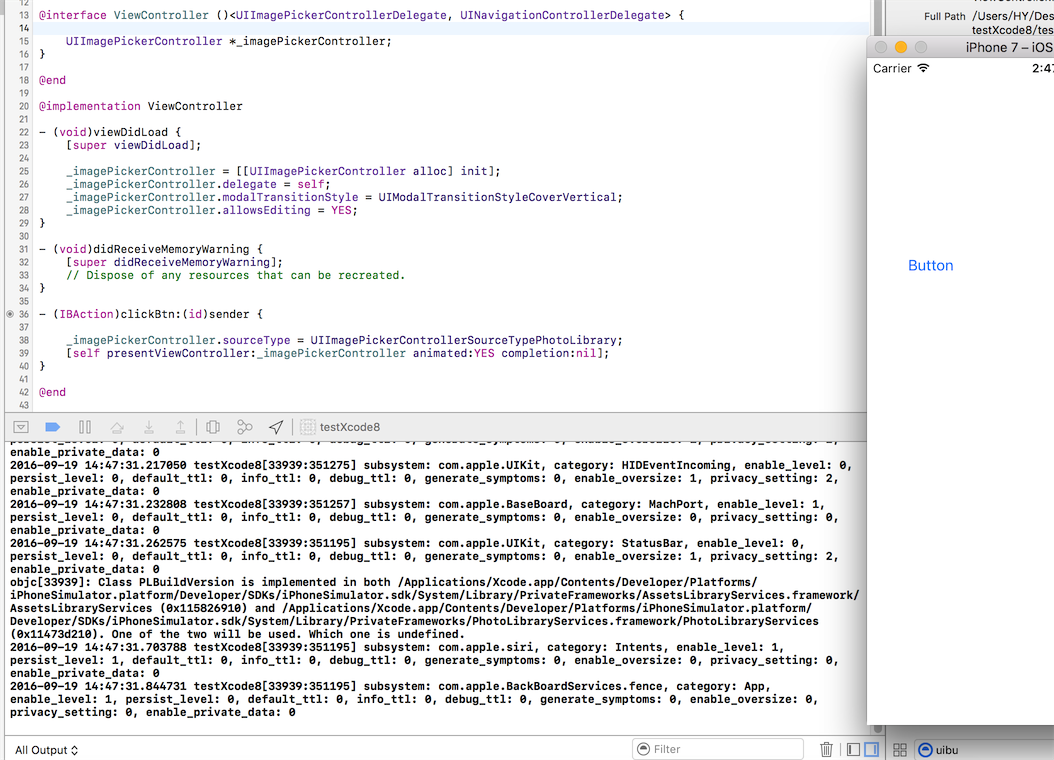 12
13 @interface ViewController ()<UIImagePickerControllerDelegate, UINavigationControllerDelegate> {
14
15 UIImagePickerController *_imagePickerController;
16 }
17
18 @end
19
20 @implementation ViewController
21
22 - (void)viewDidLoad {
23 [super viewDidLoad];
24
25 _imagePickerController = [[UIImagePickerController alloc] init];
26 _imagePickerController.delegate = self;
27 _imagePickerController.modalTransitionStyle = UIModalTransitionStyleCoverVertical;
28 _imagePickerController.allowsEditing = YES;
29 }
30
31 - (void)didReceiveMemoryWarning {
32 [super didReceiveMemoryWarning];
33 // Dispose of any resources that can be recreated.
34 }
35
36 - (IBAction)clickBtn:(id)sender {
37
38 _imagePickerController.sourceType = UIImagePickerControllerSourceTypePhotoLibrary;
39 [self presentViewController:_imagePickerController animated:YES completion:nil];
40 }
41
42 @end
43
Full Path /Users/HY/Des
testXcode8/tes
iPhone 7 – iOS
Carrier 2:47
Button
testXcode8
enable_private_data: 0
2016-09-19 14:47:31.217050 testXcode8[33939:351275] subsystem: com.apple.UIKit, category: HIDEventIncoming, enable_level: 0,
persist_level: 0, default_ttl: 0, info_ttl: 0, debug_ttl: 0, generate_symptoms: 0, enable_oversize: 1, privacy_setting: 2,
enable_private_data: 0
2016-09-19 14:47:31.232808 testXcode8[33939:351257] subsystem: com.apple.BaseBoard, category: MachPort, enable_level: 1,
persist_level: 0, default_ttl: 0, info_ttl: 0, debug_ttl: 0, generate_symptoms: 0, enable_oversize: 0, privacy_setting: 0,
enable_private_data: 0
2016-09-19 14:47:31.262575 testXcode8[33939:351195] subsystem: com.apple.UIKit, category: StatusBar, enable_level: 0,
persist_level: 0, default_ttl: 0, info_ttl: 0, debug_ttl: 0, generate_symptoms: 0, enable_oversize: 1, privacy_setting: 2,
enable_private_data: 0
objc[33939]: Class PLBuildVersion is implemented in both /Applications/Xcode.app/Contents/Developer/Platforms/
iPhoneSimulator.platform/Developer/SDKs/iPhoneSimulator.sdk/System/Library/PrivateFrameworks/AssetsLibraryServices.framework/
AssetsLibraryServices (0x115826910) and /Applications/Xcode.app/Contents/Developer/Platforms/iPhoneSimulator.platform/
Developer/SDKs/iPhoneSimulator.sdk/System/Library/PrivateFrameworks/PhotoLibraryServices.framework/PhotoLibraryServices
(0x11473d210). One of the two will be used. Which one is undefined.
2016-09-19 14:47:31.703788 testXcode8[33939:351195] subsystem: com.apple.siri, category: Intents, enable_level: 1,
persist_level: 1, default_ttl: 0, info_ttl: 0, debug_ttl: 0, generate_symptoms: 0, enable_oversize: 0, privacy_setting: 0,
enable_private_data: 0
2016-09-19 14:47:31.844731 testXcode8[33939:351195] subsystem: com.apple.BackBoardServices.fence, category: App,
enable_level: 1, persist_level: 0, default_ttl: 0, info_ttl: 0, debug_ttl: 0, generate_symptoms: 0, enable_oversize: 0,
privacy_setting: 0, enable_private_data: 0
All Output
Filter
uibu